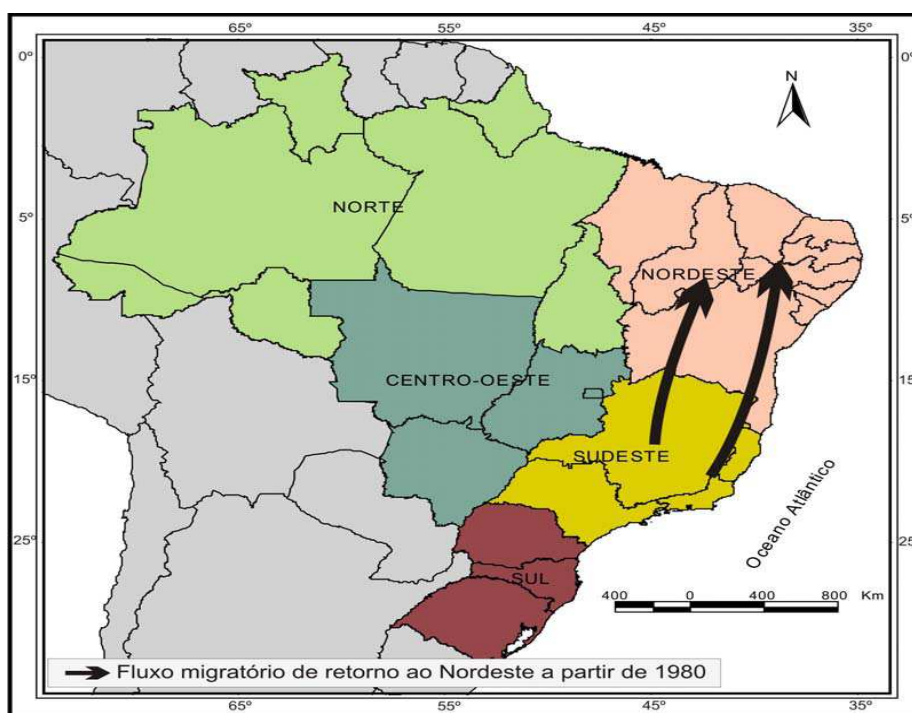 65º 55º 45º 35º
0º 0º
N
NORTE
5º 5º
NORDESTE
15º 15º
CENTRO-OESTE
SUDESTE
Oceano Atlântico
25º 25º
SUL
400 0 400 800 Km
Fluxo migratório de retorno ao Nordeste a partir de 1980
65º 55º 45º 35º